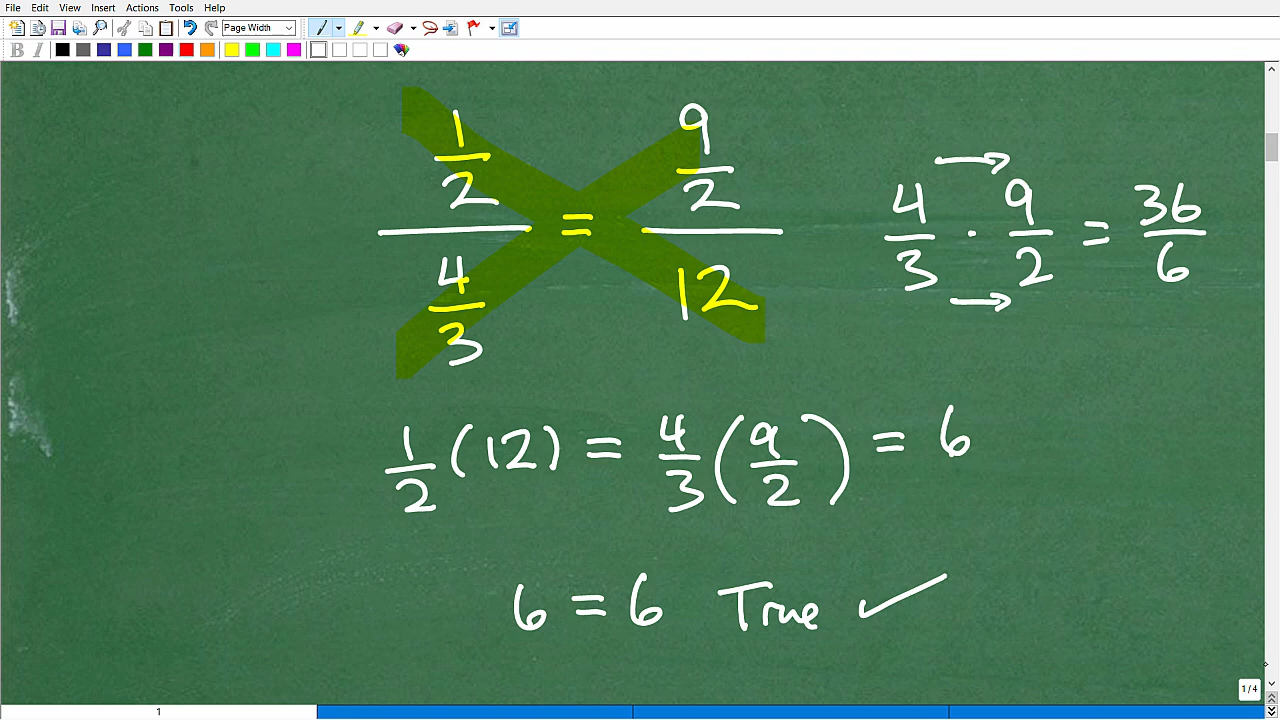 File Edit View Insert Actions Tools Help
Page Width
B I
1/2 / 4/3 = 9/2 / 12
4/3 · 9/2 = 36/6
1/2 (12) = 4/3 (9/2) = 6
6 = 6 True ✓
1/4
1